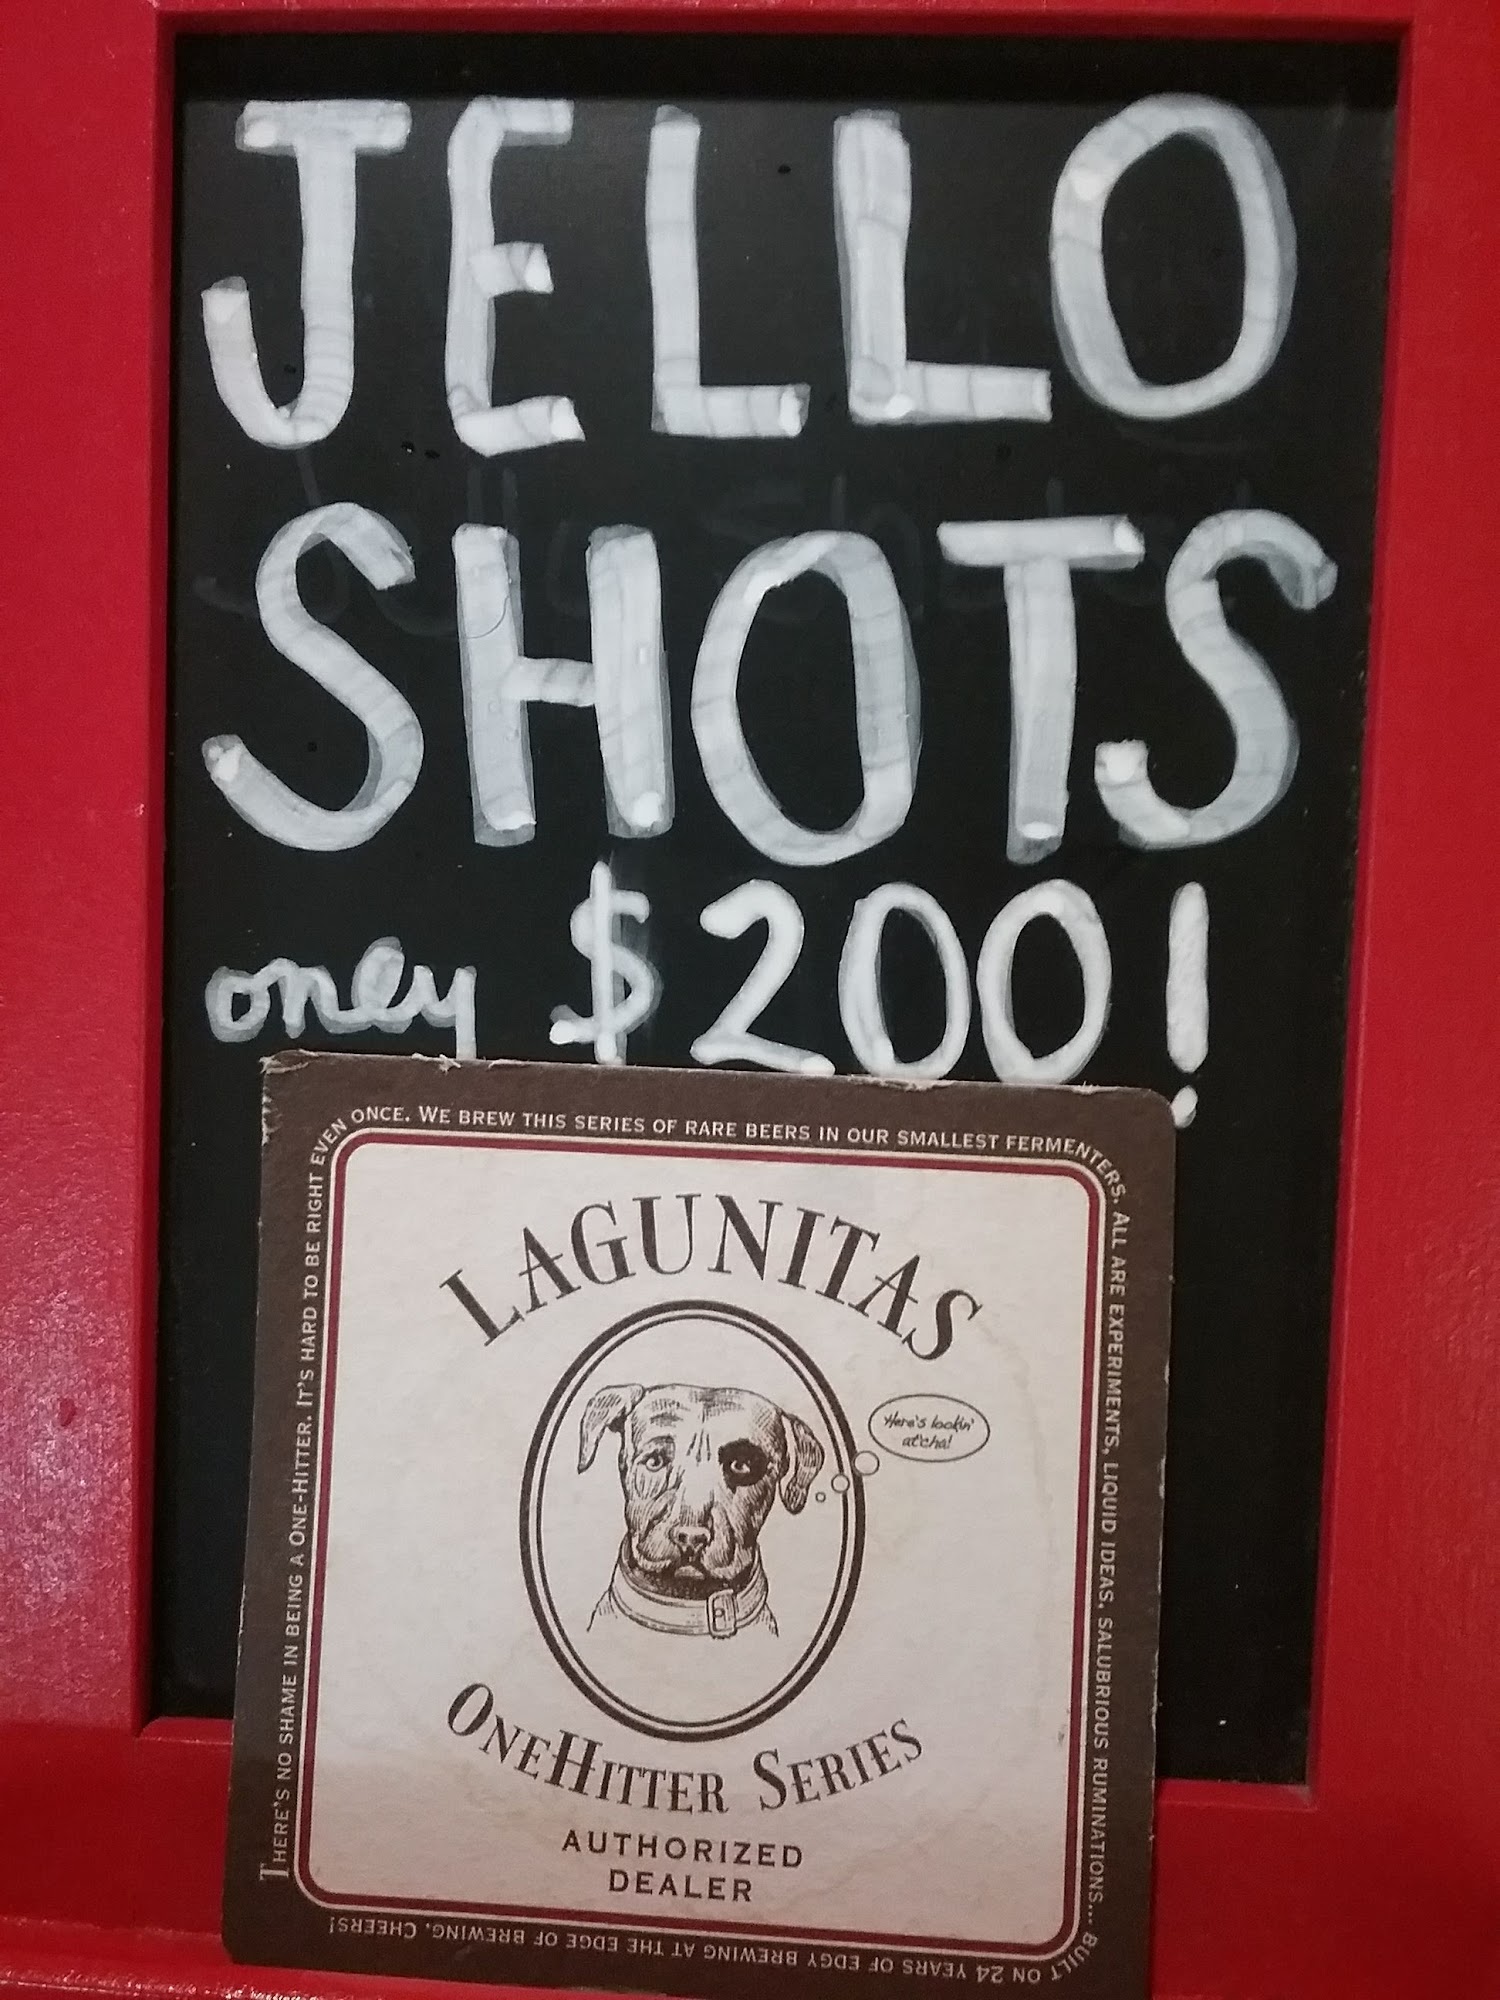 JELLO
SHOTS
only $200!
THERE'S NO SHAME IN BEING A ONE-HITTER. IT'S HARD TO BE RIGHT EVEN ONCE. WE BREW THIS SERIES OF RARE BEERS IN OUR SMALLEST FERMENTERS. ALL ARE EXPERIMENTS, LIQUID IDEAS, SALUBRIOUS RUMINATIONS.... BUILT ON 24 YEARS OF EDGY BREWING AT THE EDGE OF BREWING. CHEERS!
LAGUNITAS
Here's lookin'
at'cha!
ONEHITTER SERIES
AUTHORIZED
DEALER